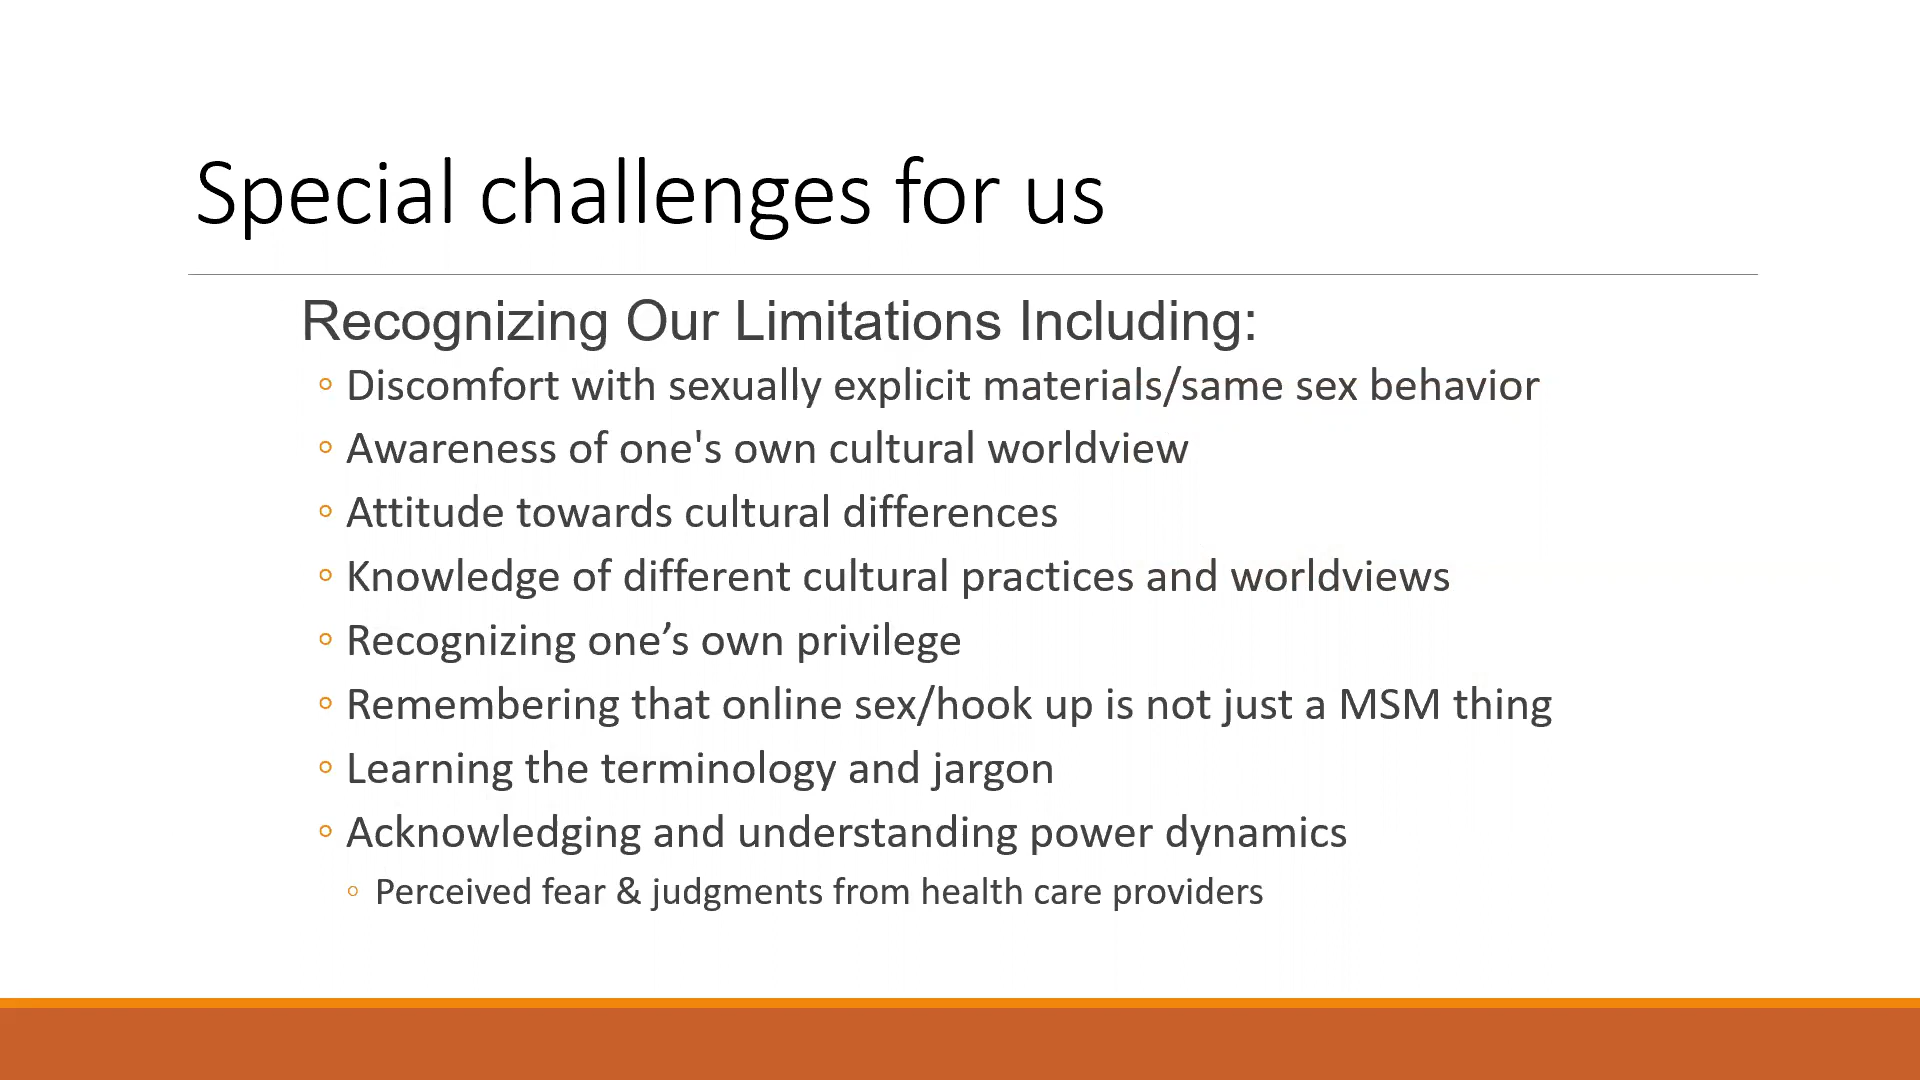 Special challenges for us
Recognizing Our Limitations Including:
◦ Discomfort with sexually explicit materials/same sex behavior
◦ Awareness of one's own cultural worldview
◦ Attitude towards cultural differences
◦ Knowledge of different cultural practices and worldviews
◦ Recognizing one’s own privilege
◦ Remembering that online sex/hook up is not just a MSM thing
◦ Learning the terminology and jargon
◦ Acknowledging and understanding power dynamics
◦ Perceived fear & judgments from health care providers